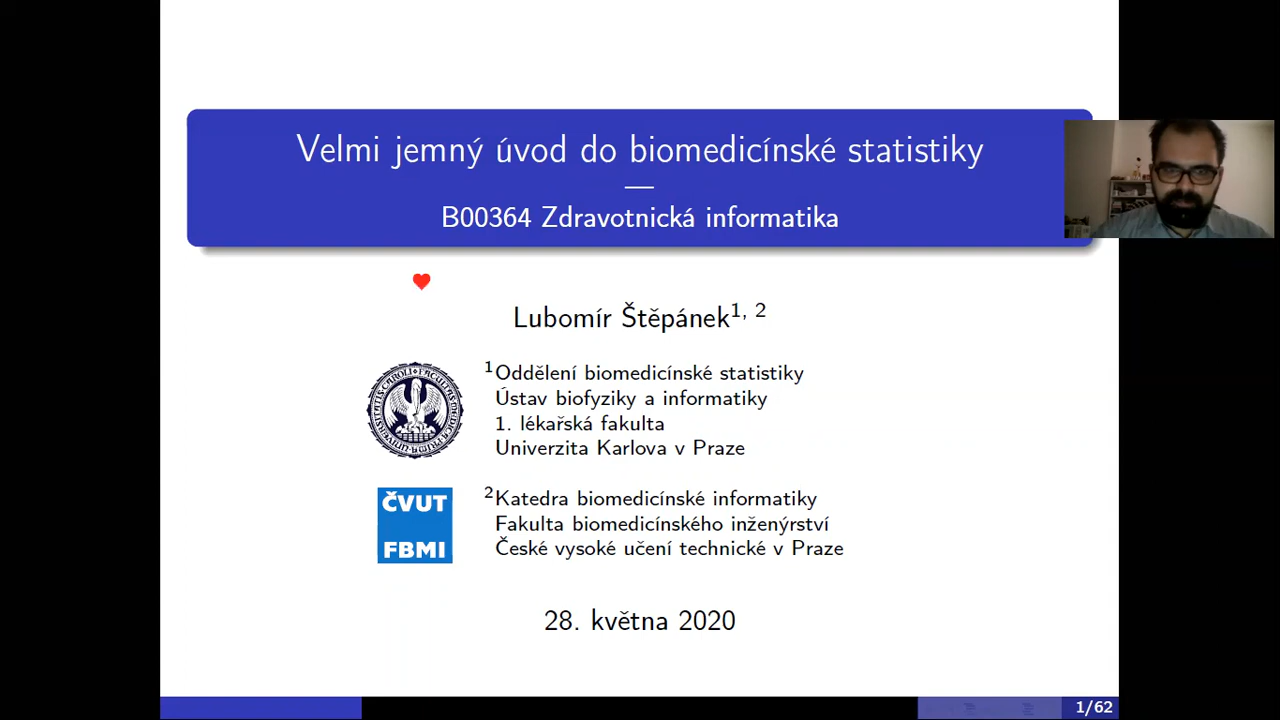 Velmi jemný úvod do biomedicínské statistiky
—
B00364 Zdravotnická informatika
Lubomír Štěpánek1, 2
1Oddělení biomedicínské statistiky
Ústav biofyziky a informatiky
1. lékařská fakulta
Univerzita Karlova v Praze
ČVUT
FBMI
2Katedra biomedicínské informatiky
Fakulta biomedicínského inženýrství
České vysoké učení technické v Praze
28. května 2020
1/62